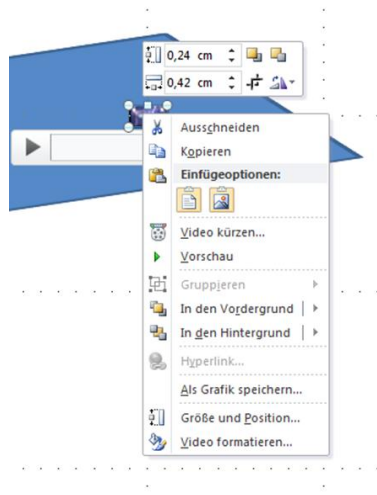 0,24 cm
0,42 cm
Ausschneiden
Kopieren
Einfügeoptionen:
Video kürzen...
Vorschau
Gruppieren
In den Vordergrund
In den Hintergrund
Hyperlink...
Als Grafik speichern...
Größe und Position...
Video formatieren...